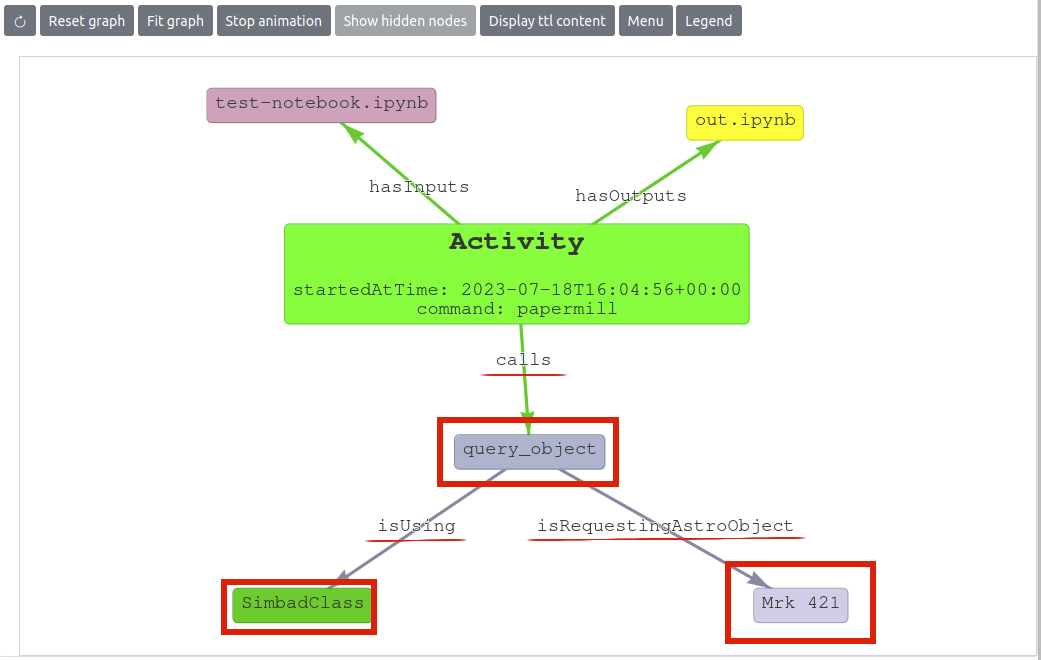 Reset graph Fit graph Stop animation Show hidden nodes Display ttl content Menu Legend
test-notebook.ipynb
out.ipynb
hasInputs
hasOutputs
Activity
startedAtTime: 2023-07-18T16:04:56+00:00
command: papermill
calls
query_object
isUsing
isRequestingAstroObject
SimbadClass
Mrk 421